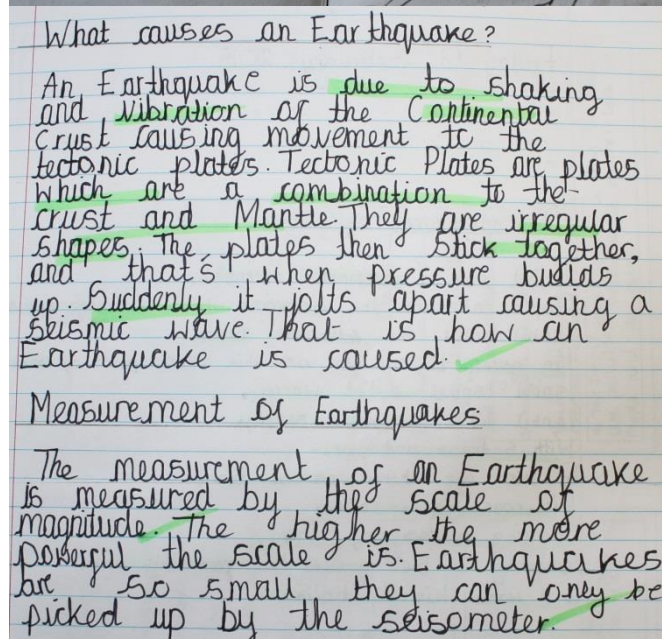 What causes an Earthquake?
An Earthquake is due to shaking
and vibration of the Continental
crust causing movement to the
tectonic plates. Tectonic Plates are plates
which are a combination to the
crust and Mantle. They are irregular
shapes. The plates then stick together,
and that's when pressure builds
up. Suddenly it jolts apart causing a
seismic wave. That is how an
Earthquake is caused.
Measurement of Earthquakes
The measurement of an Earthquake
is measured by the scale of
magnitude. The higher the more
powerful the scale is. Earthquakes
are so small they can only be
picked up by the seisometer.